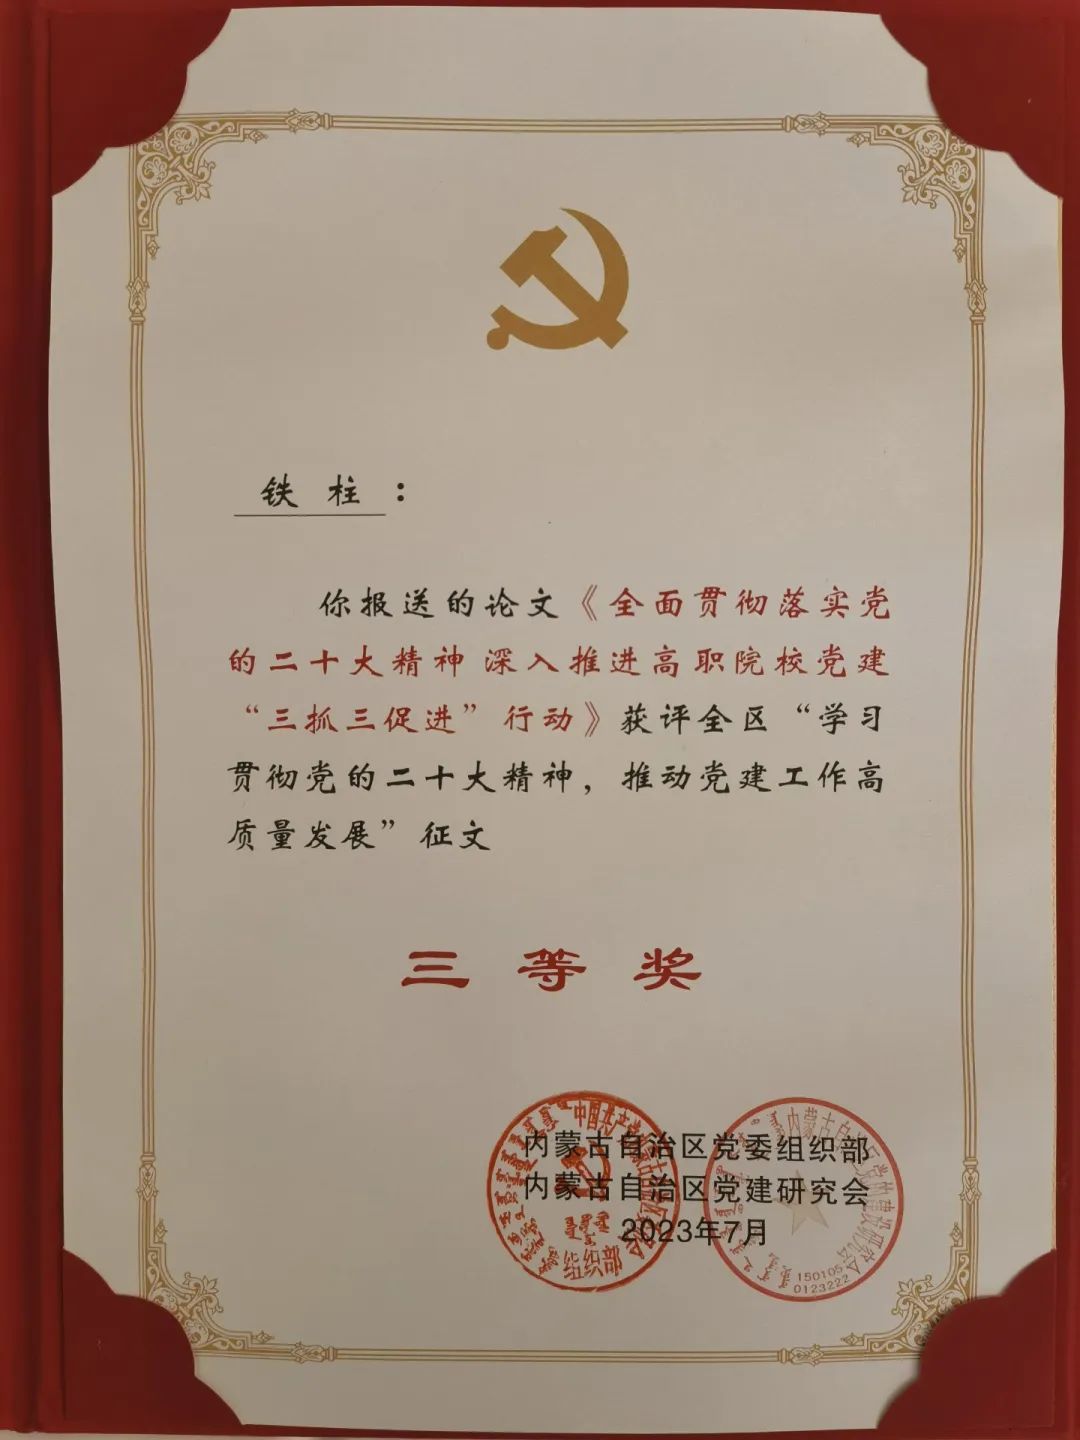 铁柱：
你报送的论文《全面贯彻落实党
的二十大精神 深入推进高职院校党建
“三抓三促进”行动》获评全区“学习
贯彻党的二十大精神，推动党建工作高
质量发展”征文
三等奖
内蒙古自治区党委组织部
内蒙古自治区党建研究会
2023年7月
组织部
150105
0123222